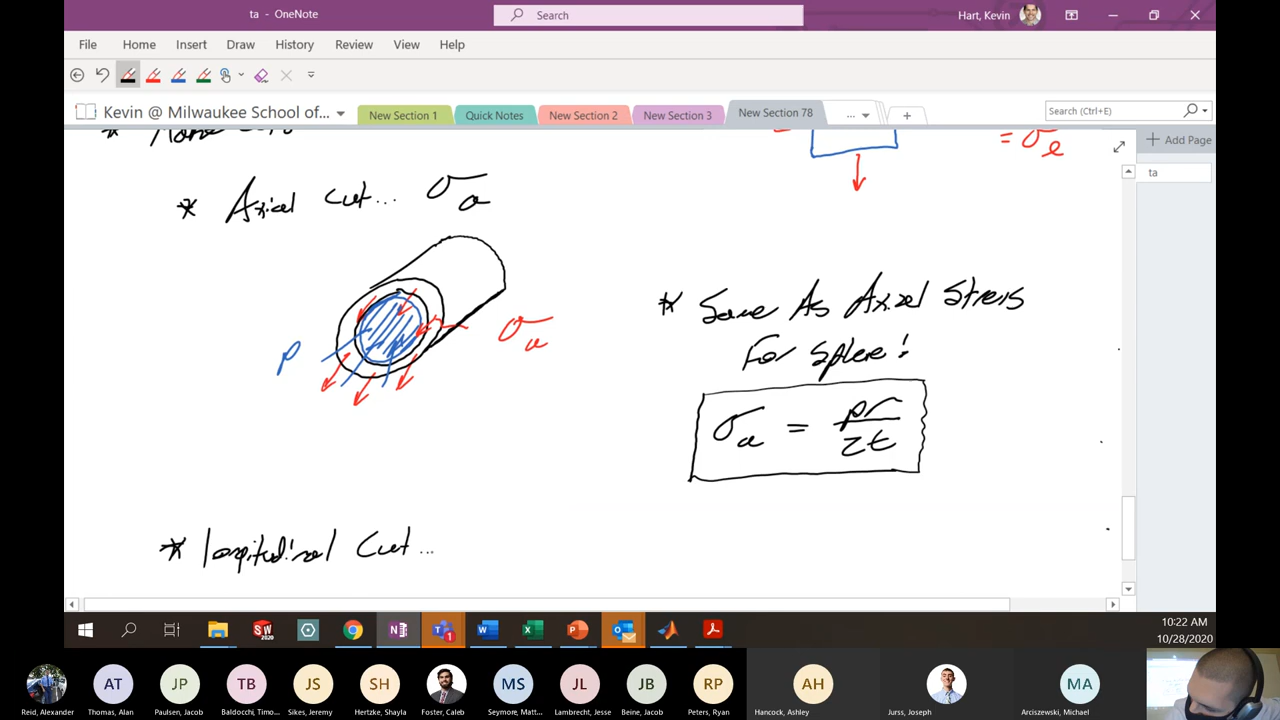 ta - OneNote
Search
Hart, Kevin
File Home Insert Draw History Review View Help
Kevin @ Milwaukee School of...
New Section 1
Quick Notes
New Section 2
New Section 3
New Section 78
...
+
Search (Ctrl+E)
+ Add Page
ta
= σℓ
* Axial Cut... σa
P
σa
* Same As Axial Stress
For Sphere!
σa = pr/2t
* longitudinal Cut...
10:22 AM
10/28/2020
AT JP TB JS SH MS JL JB RP AH MA
Reid, Alexander
Thomas, Alan
Paulsen, Jacob
Baldocchi, Timo...
Sikes, Jeremy
Hertzke, Shayla
Foster, Caleb
Seymore, Matt...
Lambrecht, Jesse
Beine, Jacob
Peters, Ryan
Hancock, Ashley
Jurss, Joseph
Arciszewski, Michael